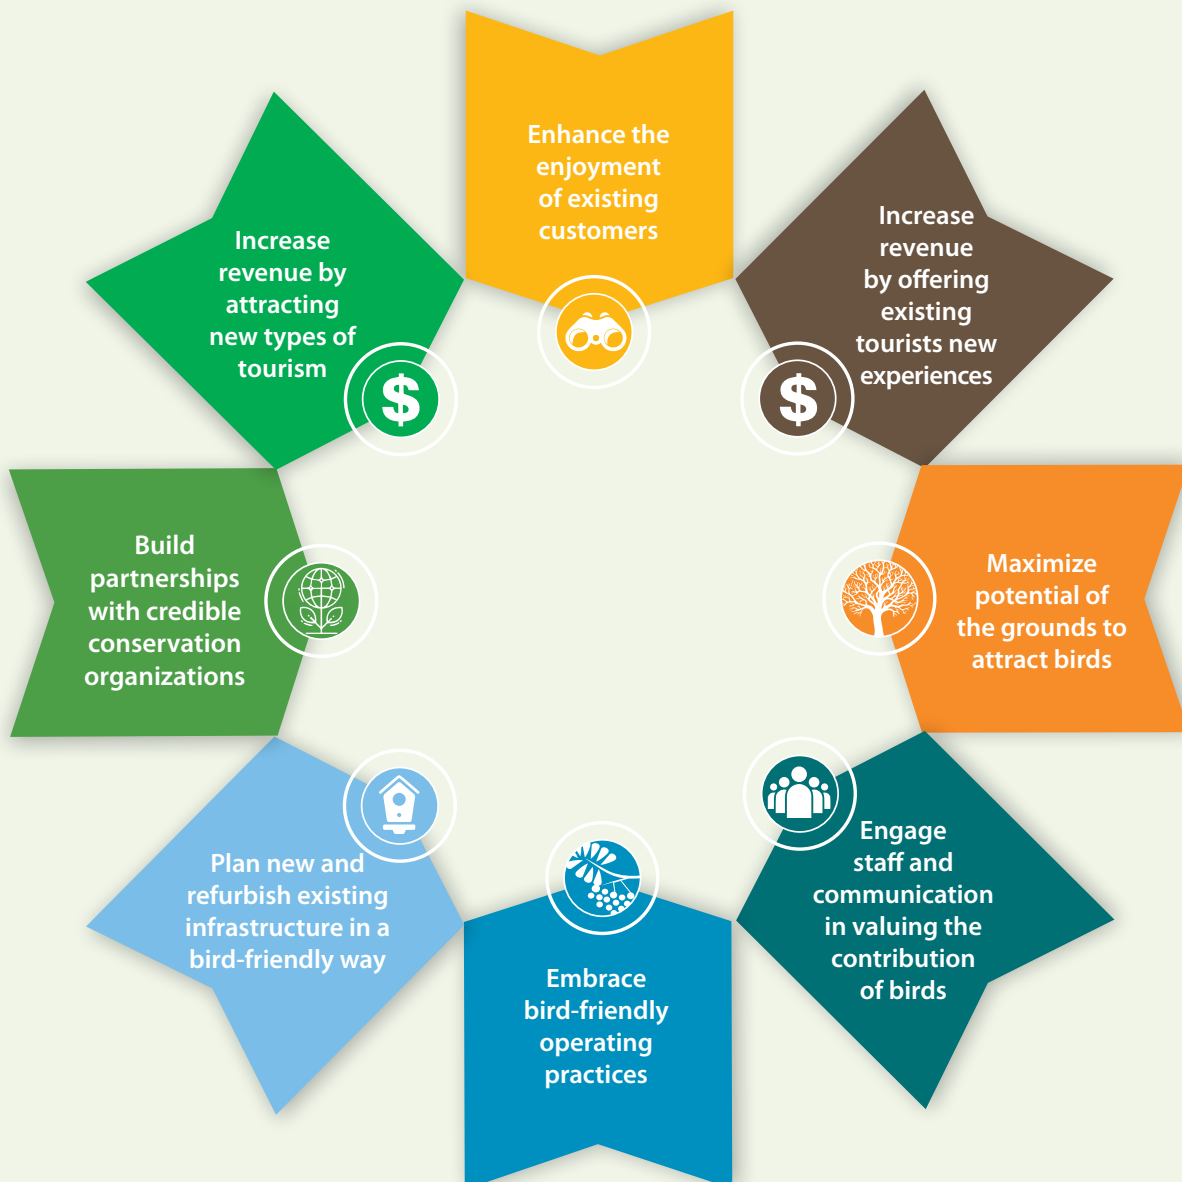 Enhance the
enjoyment
of existing
customers
Increase
revenue
by offering
existing
tourists new
experiences
Maximize
potential of
the grounds to
attract birds
Engage
staff and
communication
in valuing the
contribution
of birds
Embrace
bird-friendly
operating
practices
Plan new and
refurbish existing
infrastructure in a
bird-friendly way
Build
partnerships
with credible
conservation
organizations
Increase
revenue by
attracting
new types of
tourism
$
$